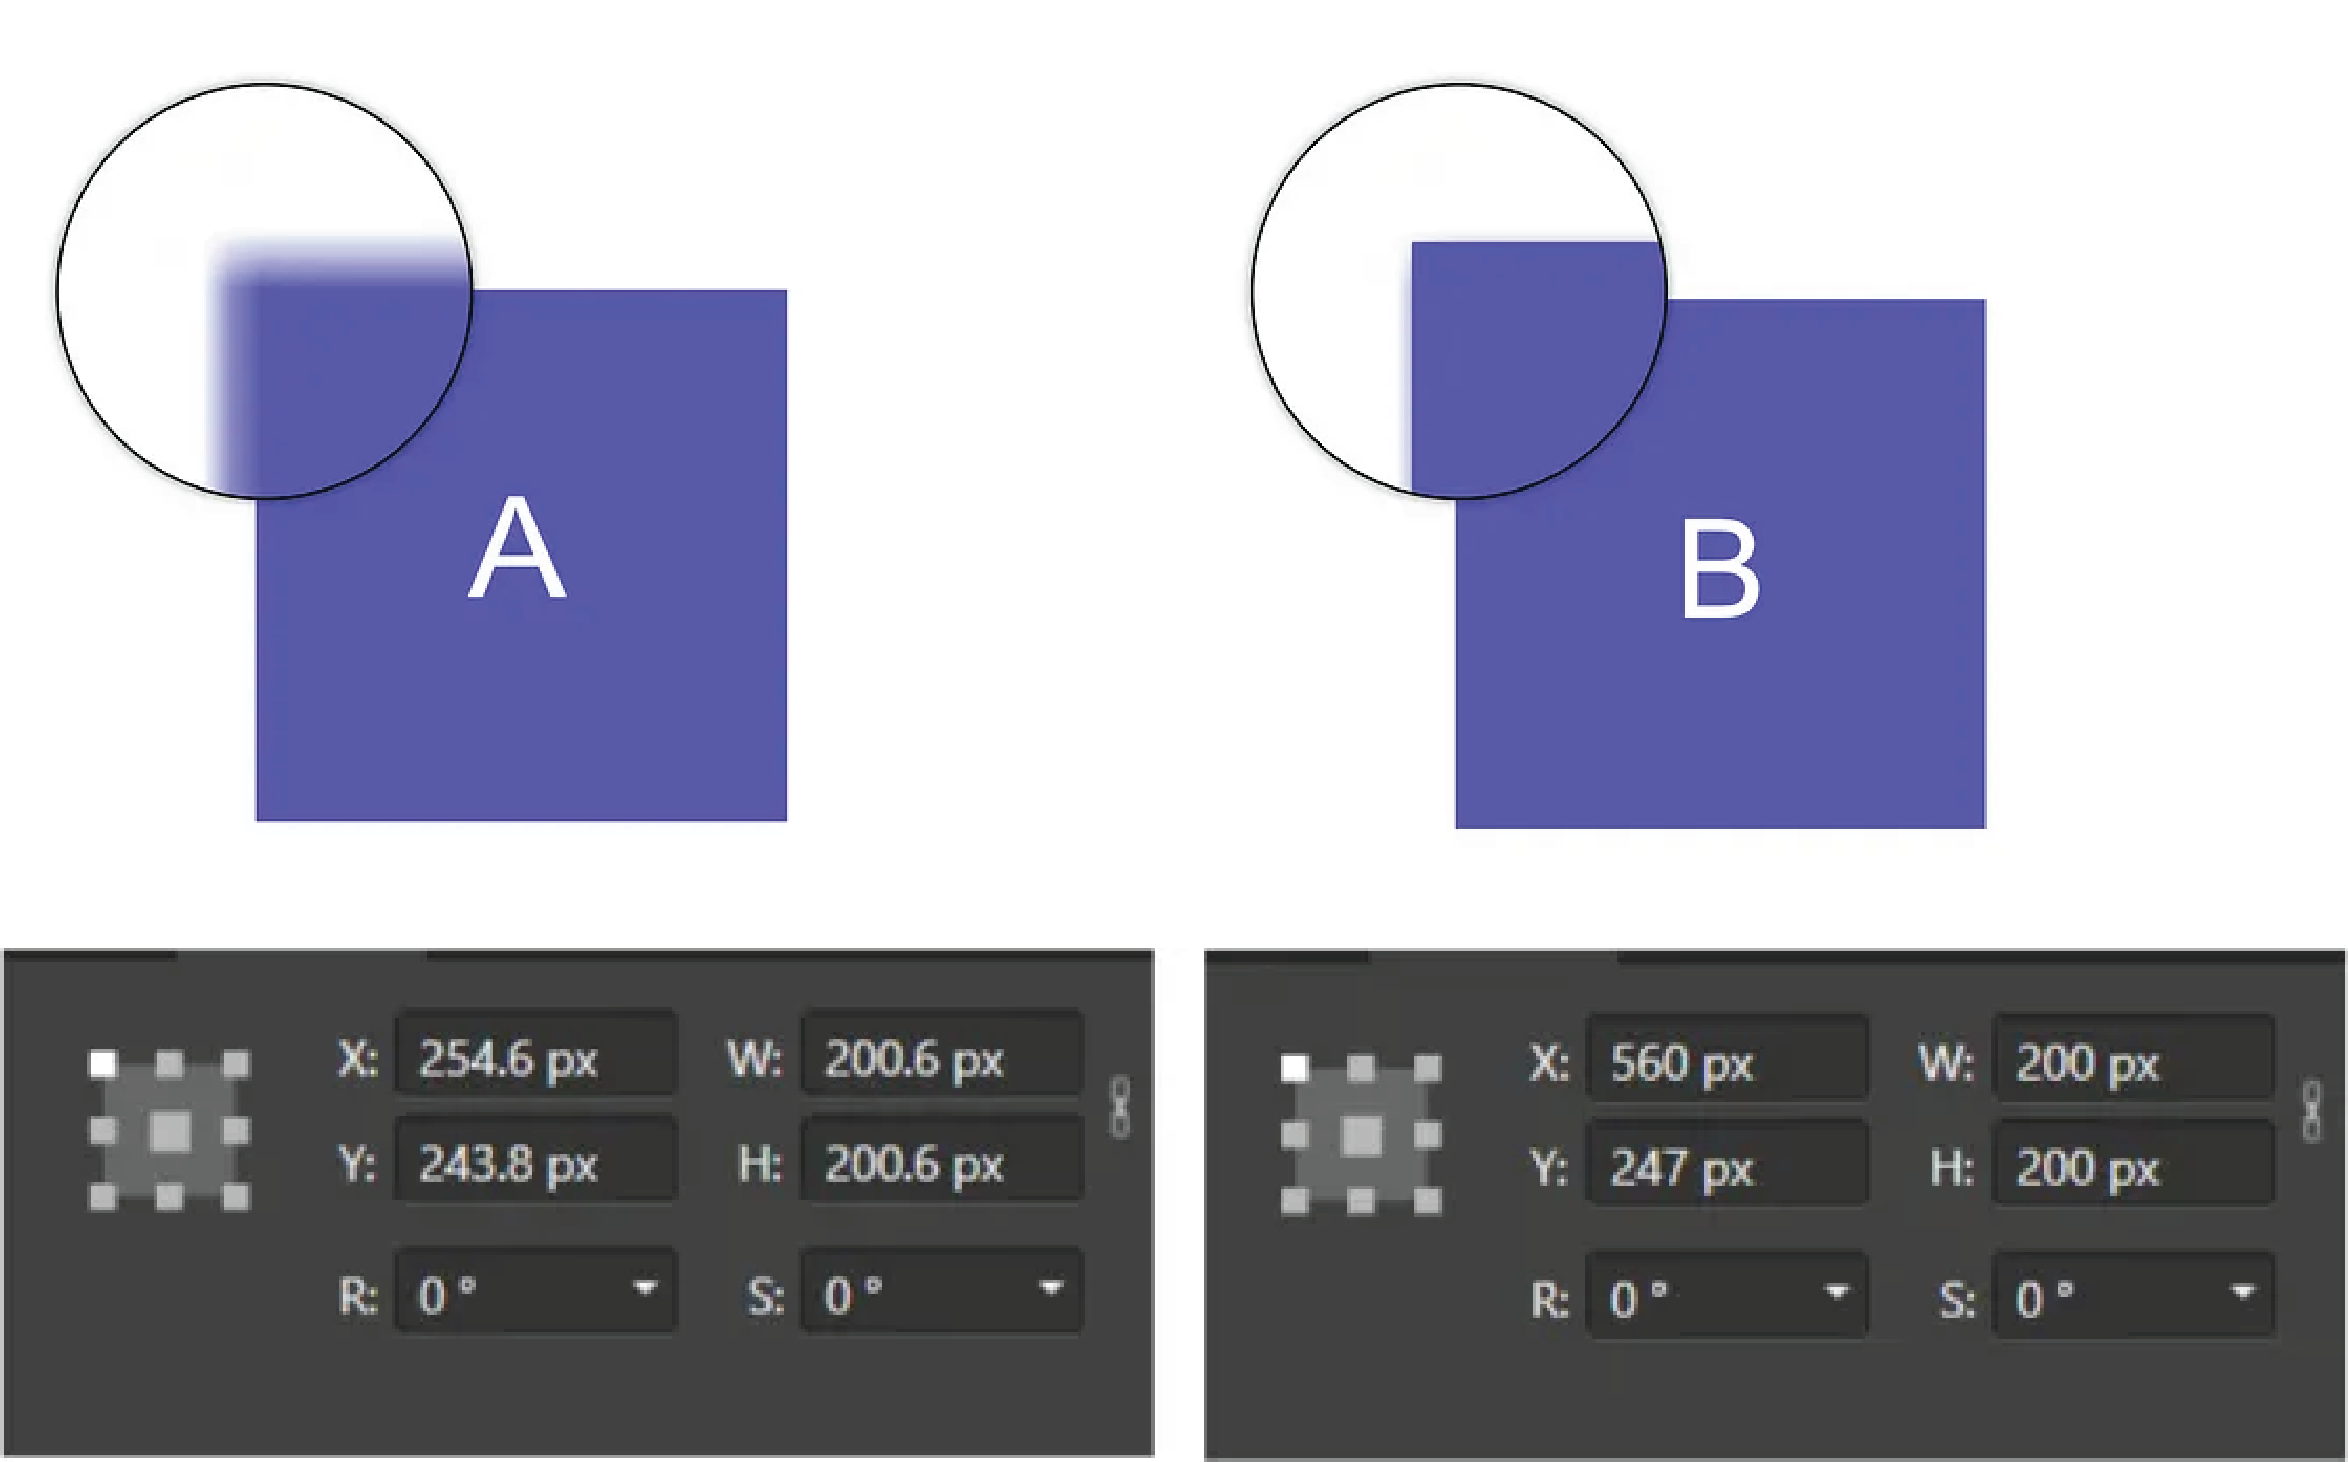 A
B
X: 254.6 px W: 200.6 px
Y: 243.8 px H: 200.6 px
R: 0 ° S: 0 °
X: 560 px W: 200 px
Y: 247 px H: 200 px
R: 0 ° S: 0 °